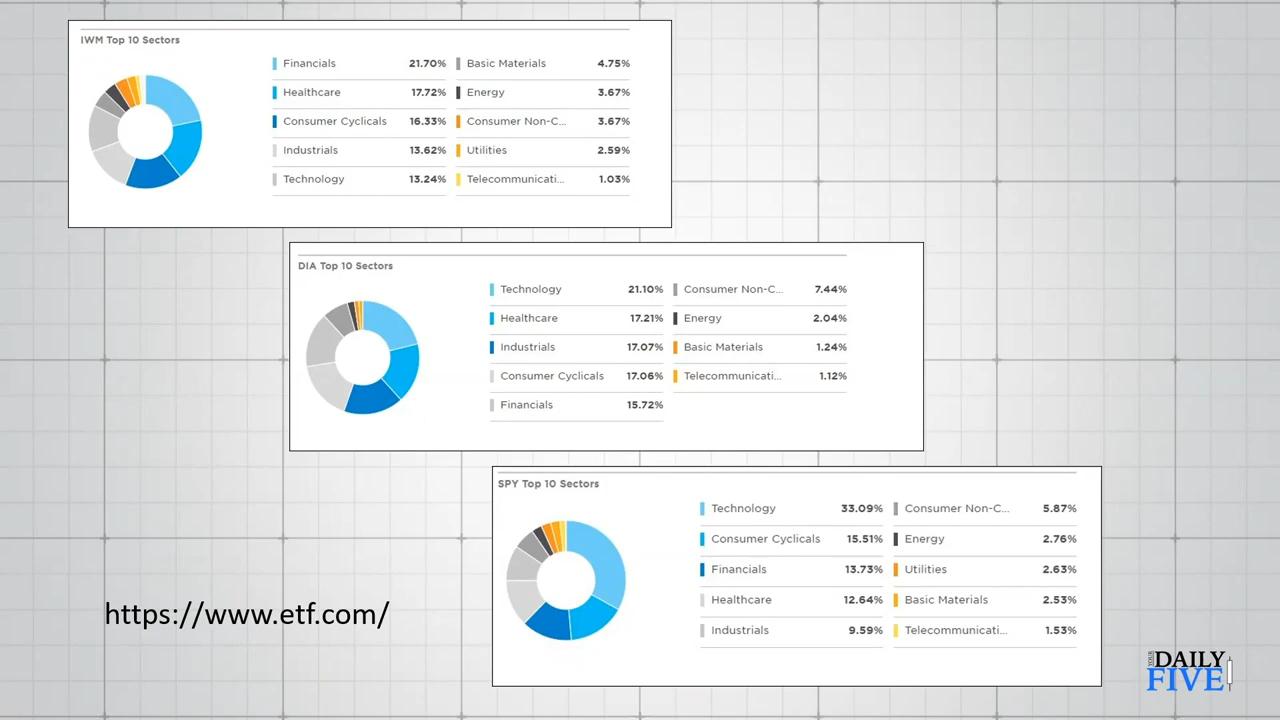 IWM Top 10 Sectors
Financials 21.70% Basic Materials 4.75%
Healthcare 17.72% Energy 3.67%
Consumer Cyclicals 16.33% Consumer Non-C... 3.67%
Industrials 13.62% Utilities 2.59%
Technology 13.24% Telecommunicati... 1.03%
DIA Top 10 Sectors
Technology 21.10% Consumer Non-C... 7.44%
Healthcare 17.21% Energy 2.04%
Industrials 17.07% Basic Materials 1.24%
Consumer Cyclicals 17.06% Telecommunicati... 1.12%
Financials 15.72%
SPY Top 10 Sectors
Technology 33.09% Consumer Non-C... 5.87%
Consumer Cyclicals 15.51% Energy 2.76%
Financials 13.73% Utilities 2.63%
Healthcare 12.64% Basic Materials 2.53%
Industrials 9.59% Telecommunicati... 1.53%
https://www.etf.com/
YOUR DAILY
FIVE